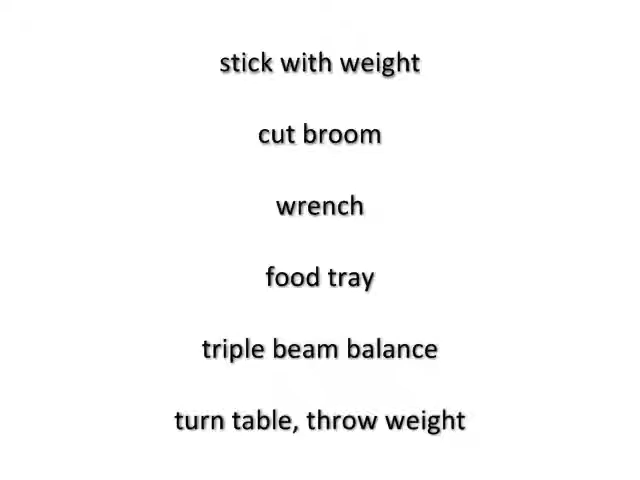 stick with weight
cut broom
wrench
food tray
triple beam balance
turn table, throw weight